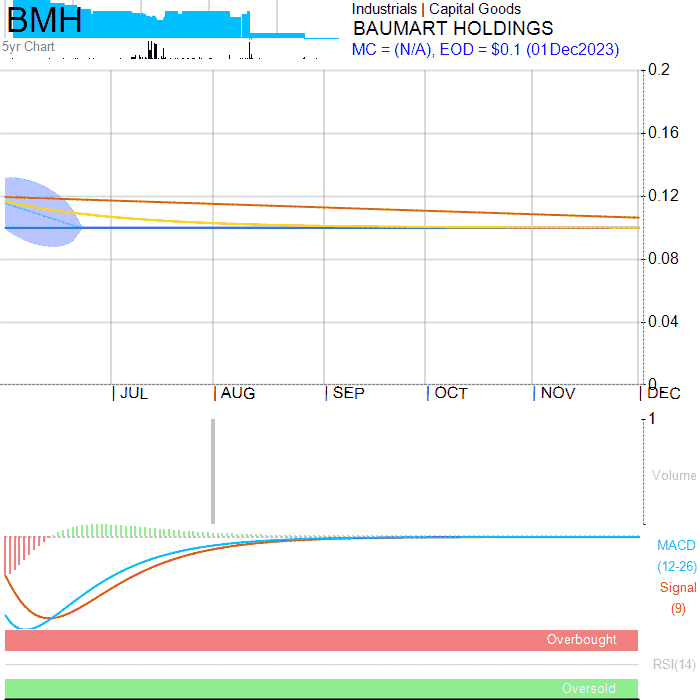 BMH
Industrials | Capital Goods
BAUMART HOLDINGS
5yr Chart
MC = (N/A), EOD = $0.1 (01Dec2023)
0.2
0.16
0.12
0.08
0.04
0
| JUL | AUG | SEP | OCT | NOV | DEC
1
Volume
MACD
(12-26)
Signal
(9)
Overbought
RSI(14)
Oversold